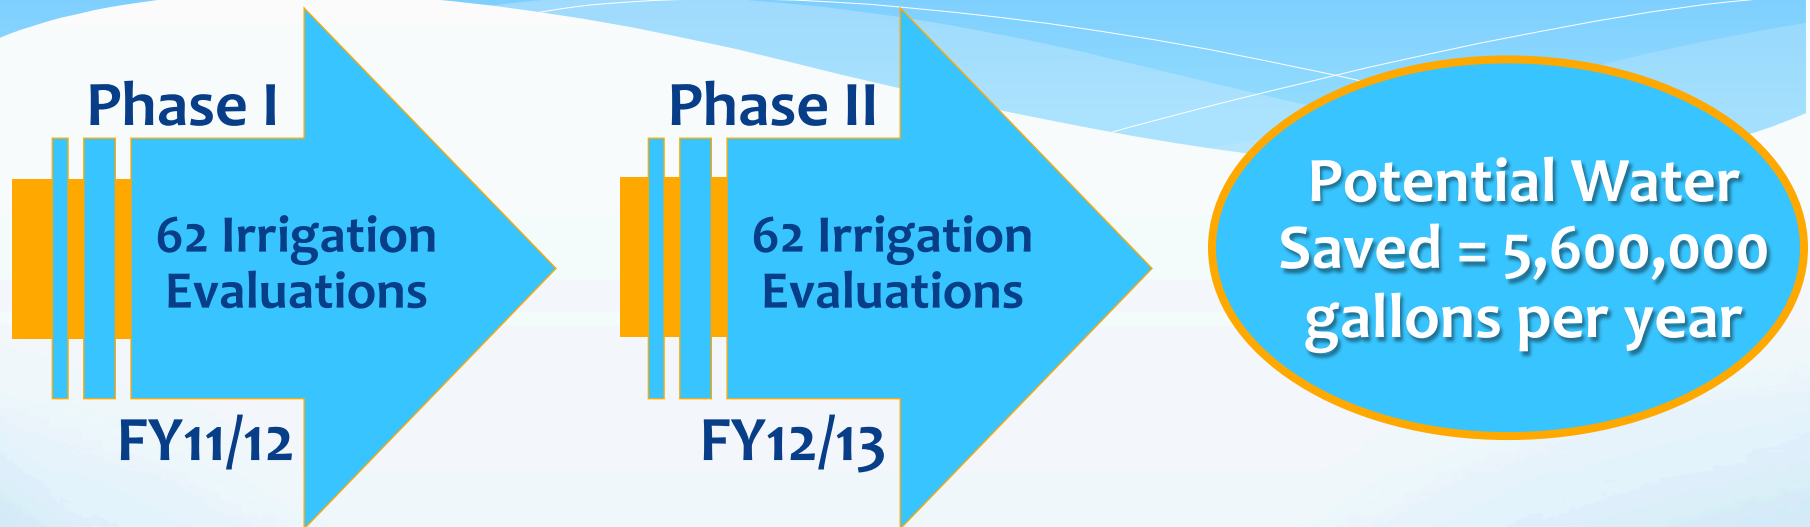 Phase I
62 Irrigation
Evaluations
FY11/12
Phase II
62 Irrigation
Evaluations
FY12/13
Potential Water
Saved = 5,600,000
gallons per year